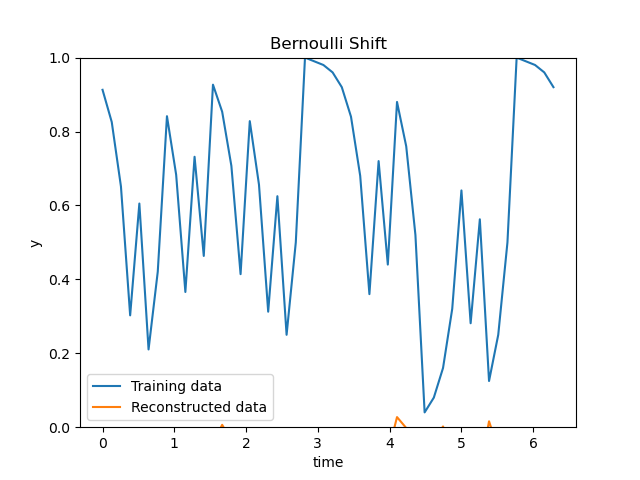 Bernoulli Shift
1.0
0.8
0.6
0.4
0.2
0.0
y
Training data
Reconstructed data
0 1 2 3 4 5 6
time